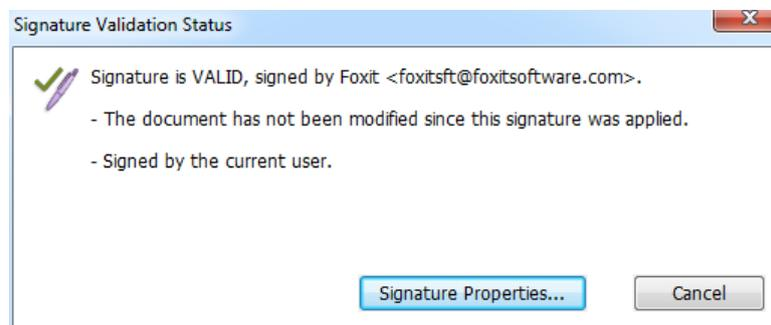 Signature Validation Status
Signature is VALID, signed by Foxit <foxitsft@foxitsoftware.com>.
- The document has not been modified since this signature was applied.
- Signed by the current user.
Signature Properties... Cancel